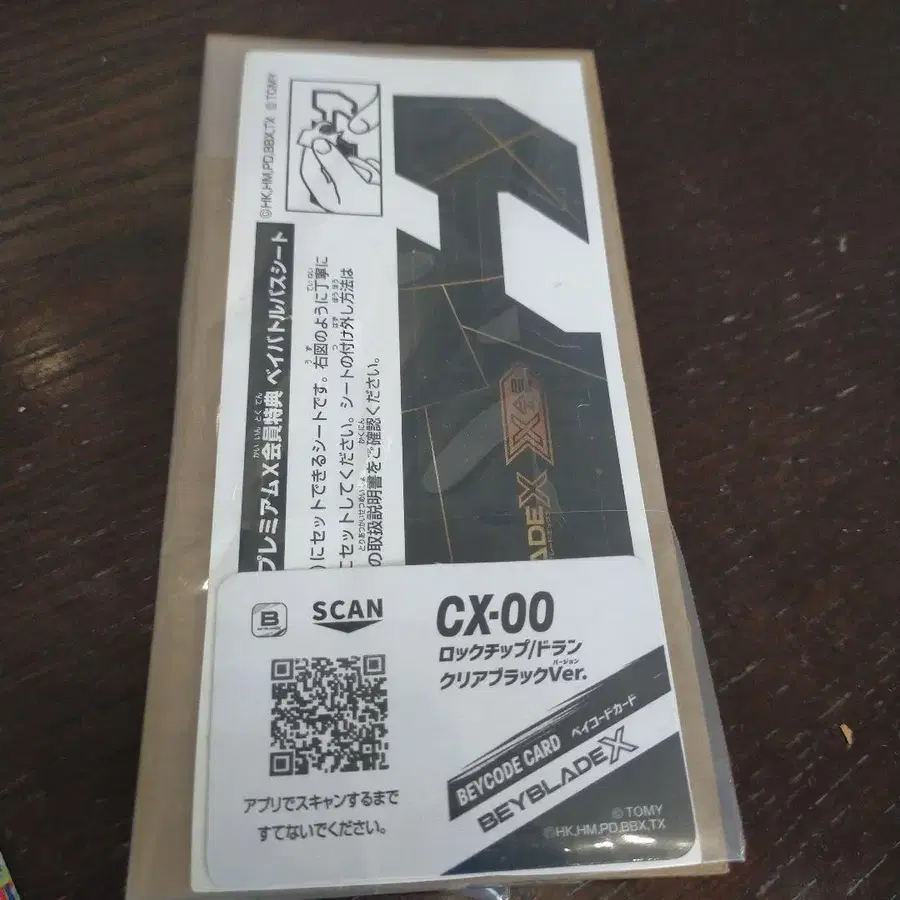 ©HK,HM,PD,BBX,TX ©TOMY
プレミアムX会員特典 ベイバトルパスシート
にセットできるシートです。右図のように丁寧に
セットしてください。シートの付け外し方法は
の取扱説明書をご確認ください。
X会員
BLADE X
B
SCAN
CX-00
ロックチップ/ドラン
クリアブラックVer.
アプリでスキャンするまで
すてないでください。
BEYCODE CARD ベイコードカード
BEYBLADE X
© TOMY
©HK,HM,PD,BBX,TX